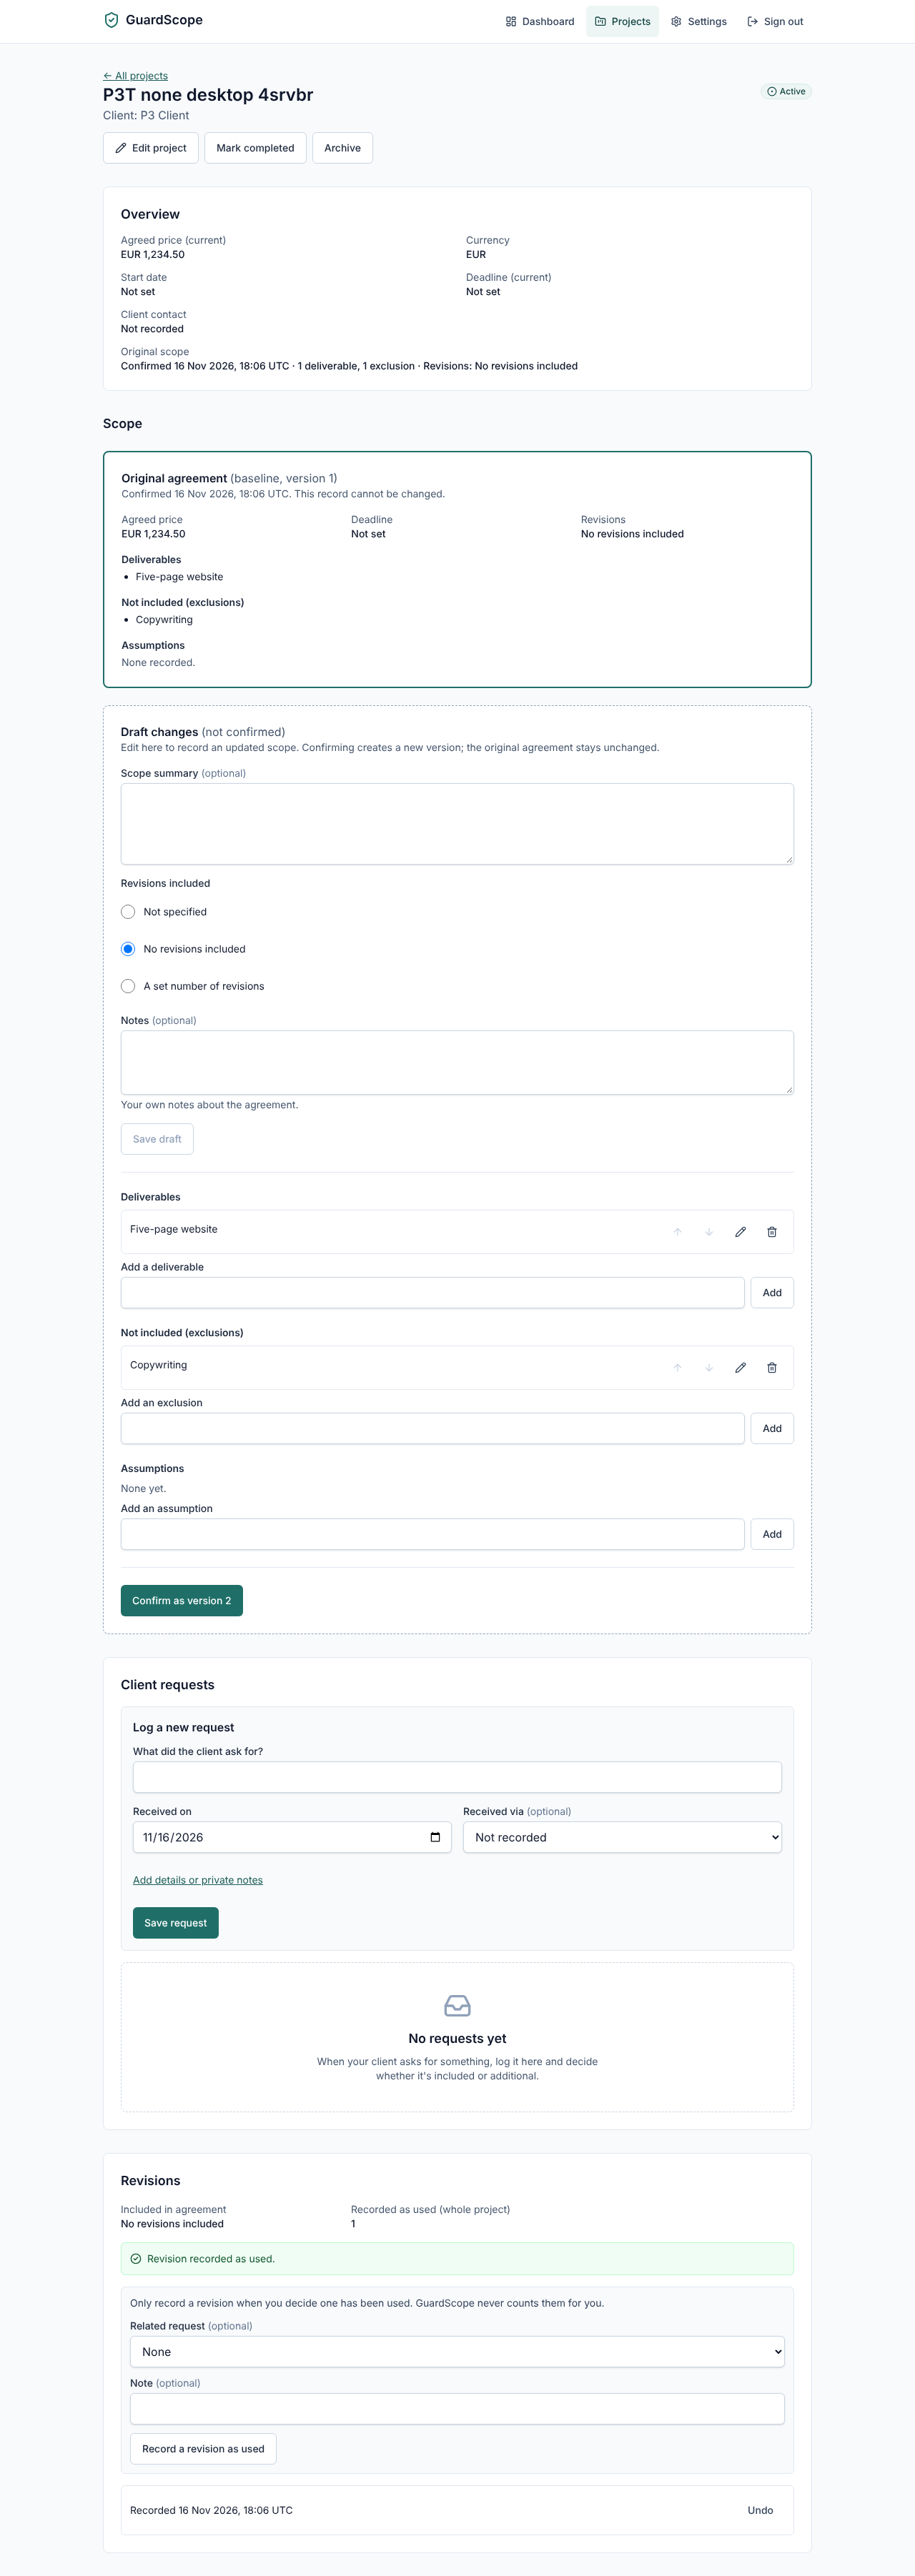 GuardScope
Dashboard
Projects
Settings
Sign out
← All projects
P3T none desktop 4srvbr
Active
Client: P3 Client
Edit project
Mark completed
Archive
Overview
Agreed price (current)
EUR 1,234.50
Currency
EUR
Start date
Not set
Deadline (current)
Not set
Client contact
Not recorded
Original scope
Confirmed 16 Nov 2026, 18:06 UTC · 1 deliverable, 1 exclusion · Revisions: No revisions included
Scope
Original agreement (baseline, version 1)
Confirmed 16 Nov 2026, 18:06 UTC. This record cannot be changed.
Agreed price
EUR 1,234.50
Deadline
Not set
Revisions
No revisions included
Deliverables
• Five-page website
Not included (exclusions)
• Copywriting
Assumptions
None recorded.
Draft changes (not confirmed)
Edit here to record an updated scope. Confirming creates a new version; the original agreement stays unchanged.
Scope summary (optional)
Revisions included
Not specified
No revisions included
A set number of revisions
Notes (optional)
Your own notes about the agreement.
Save draft
Deliverables
Five-page website
Add a deliverable
Add
Not included (exclusions)
Copywriting
Add an exclusion
Add
Assumptions
None yet.
Add an assumption
Add
Confirm as version 2
Client requests
Log a new request
What did the client ask for?
Received on
11/16/2026
Received via (optional)
Not recorded
Add details or private notes
Save request
No requests yet
When your client asks for something, log it here and decide
whether it's included or additional.
Revisions
Included in agreement
No revisions included
Recorded as used (whole project)
1
Revision recorded as used.
Only record a revision when you decide one has been used. GuardScope never counts them for you.
Related request (optional)
None
Note (optional)
Record a revision as used
Recorded 16 Nov 2026, 18:06 UTC
Undo